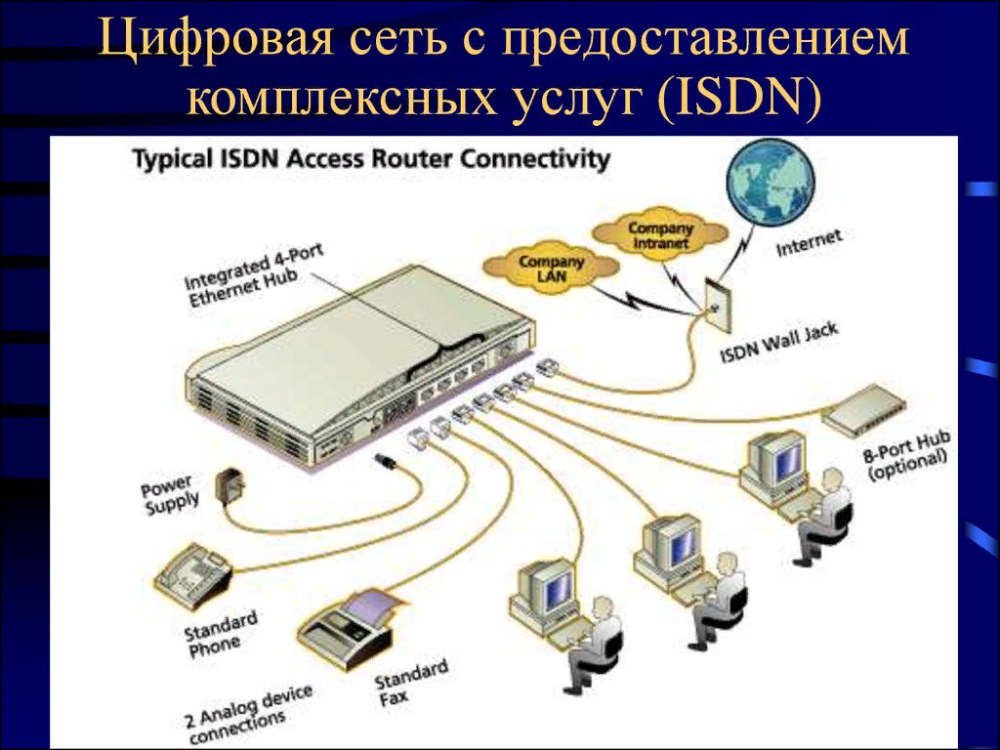 Цифровая сеть с предоставлением
комплексных услуг (ISDN)
Typical ISDN Access Router Connectivity
Integrated 4-Port
Ethernet Hub
Company
LAN
Company
Intranet
Internet
ISDN Wall Jack
8-Port Hub
(optional)
Power
Supply
Standard
Phone
Standard
Fax
2 Analog device
connections